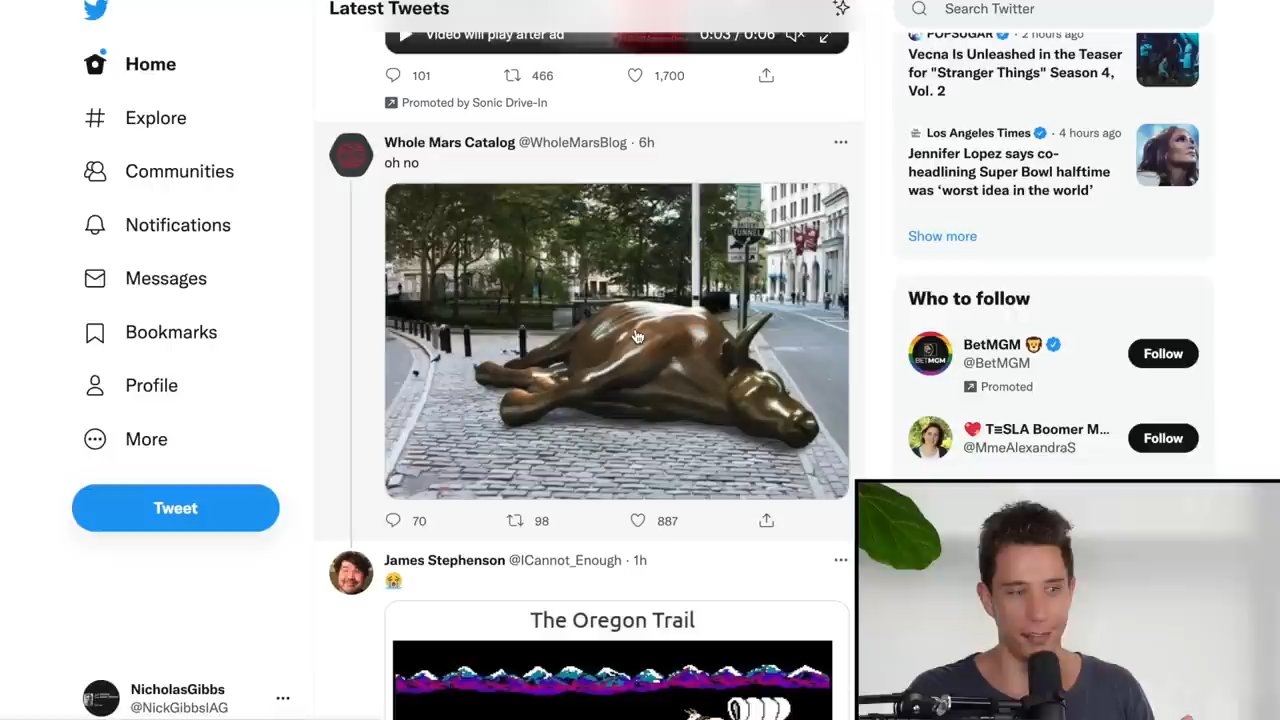 Latest Tweets
Search Twitter
Video will play after ad
0:03 / 0:06
101
466
1,700
Promoted by Sonic Drive-In
Home
Explore
Communities
Notifications
Messages
Bookmarks
Profile
More
Tweet
NicholasGibbs
@NickGibbsIAG
Whole Mars Catalog @WholeMarsBlog · 6h
oh no
TUNNEL
70
98
887
James Stephenson @ICannot_Enough · 1h
😭
The Oregon Trail
POPSUGAR · 2 hours ago
Vecna Is Unleashed in the Teaser
for "Stranger Things" Season 4,
Vol. 2
Los Angeles Times · 4 hours ago
Jennifer Lopez says co-
headlining Super Bowl halftime
was ‘worst idea in the world’
Show more
Who to follow
BetMGM 🦁
@BetMGM
Promoted
Follow
BETMGM
❤️ T≡SLA Boomer M...
@MmeAlexandraS
Follow